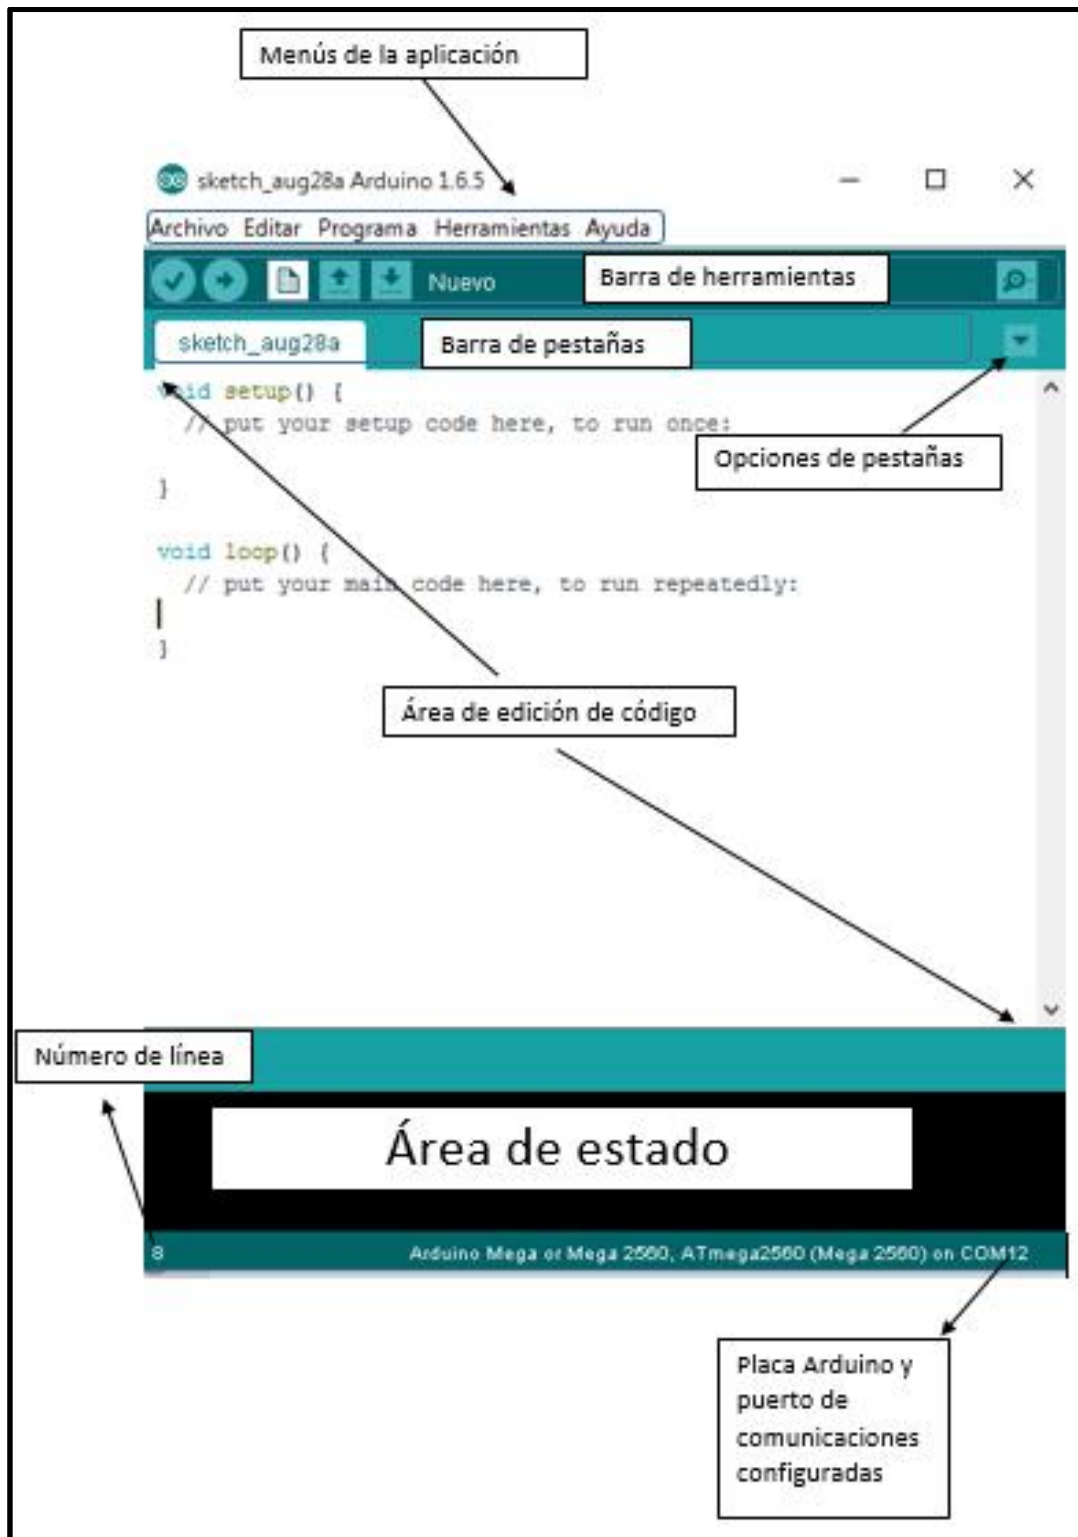 Menús de la aplicación
sketch_aug28a Arduino 1.6.5
Archivo Editar Programa Herramientas Ayuda
Nuevo
Barra de herramientas
sketch_aug28a
Barra de pestañas
void setup() {
// put your setup code here, to run once:
Opciones de pestañas
}
void loop() {
// put your main code here, to run repeatedly:
}
Área de edición de código
Número de línea
Área de estado
8
Arduino Mega or Mega 2560, ATmega2560 (Mega 2560) on COM12
Placa Arduino y
puerto de
comunicaciones
configuradas